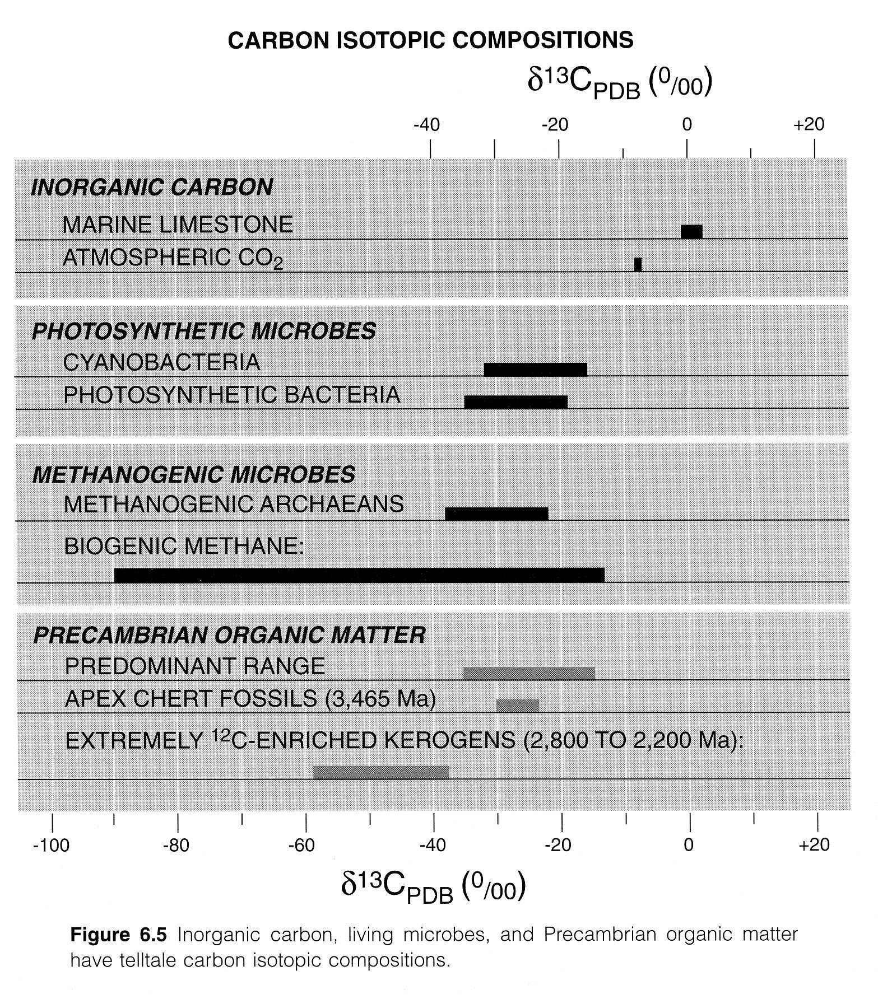 CARBON ISOTOPIC COMPOSITIONS
δ13CPDB (0/00)
-40 -20 0 +20
INORGANIC CARBON
MARINE LIMESTONE
ATMOSPHERIC CO2
PHOTOSYNTHETIC MICROBES
CYANOBACTERIA
PHOTOSYNTHETIC BACTERIA
METHANOGENIC MICROBES
METHANOGENIC ARCHAEANS
BIOGENIC METHANE:
PRECAMBRIAN ORGANIC MATTER
PREDOMINANT RANGE
APEX CHERT FOSSILS (3,465 Ma)
EXTREMELY 12C-ENRICHED KEROGENS (2,800 TO 2,200 Ma):
-100 -80 -60 -40 -20 0 +20
δ13CPDB (0/00)
Figure 6.5 Inorganic carbon, living microbes, and Precambrian organic matter
have telltale carbon isotopic compositions.